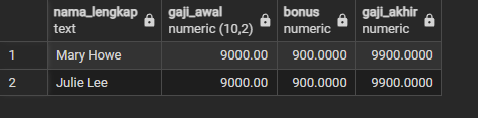 nama_lengkap gaji_awal bonus gaji_akhir
text numeric (10,2) numeric numeric
1 Mary Howe 9000.00 900.0000 9900.0000
2 Julie Lee 9000.00 900.0000 9900.0000